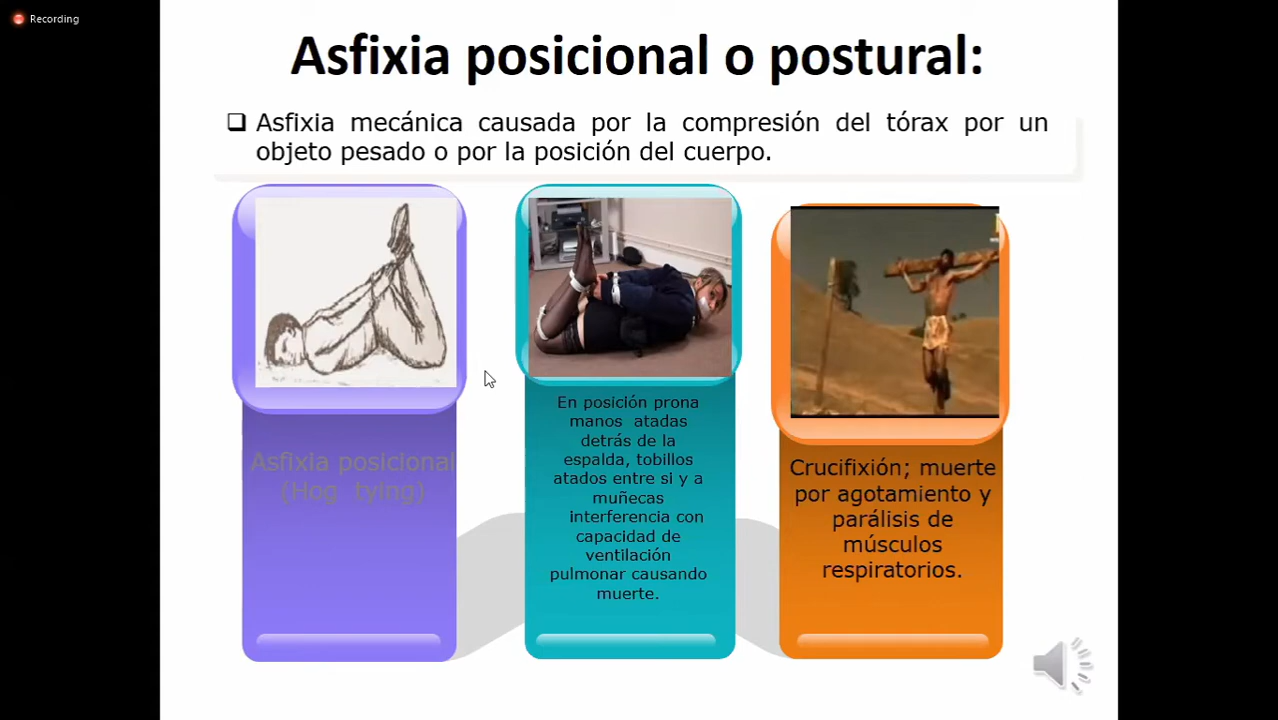 Recording
Asfixia posicional o postural:
Asfixia mecánica causada por la compresión del tórax por un
objeto pesado o por la posición del cuerpo.
Asfixia posicional
(Hog tying)
En posición prona
manos atadas
detrás de la
espalda, tobillos
atados entre si y a
muñecas
interferencia con
capacidad de
ventilación
pulmonar causando
muerte.
Crucifixión; muerte
por agotamiento y
parálisis de
músculos
respiratorios.